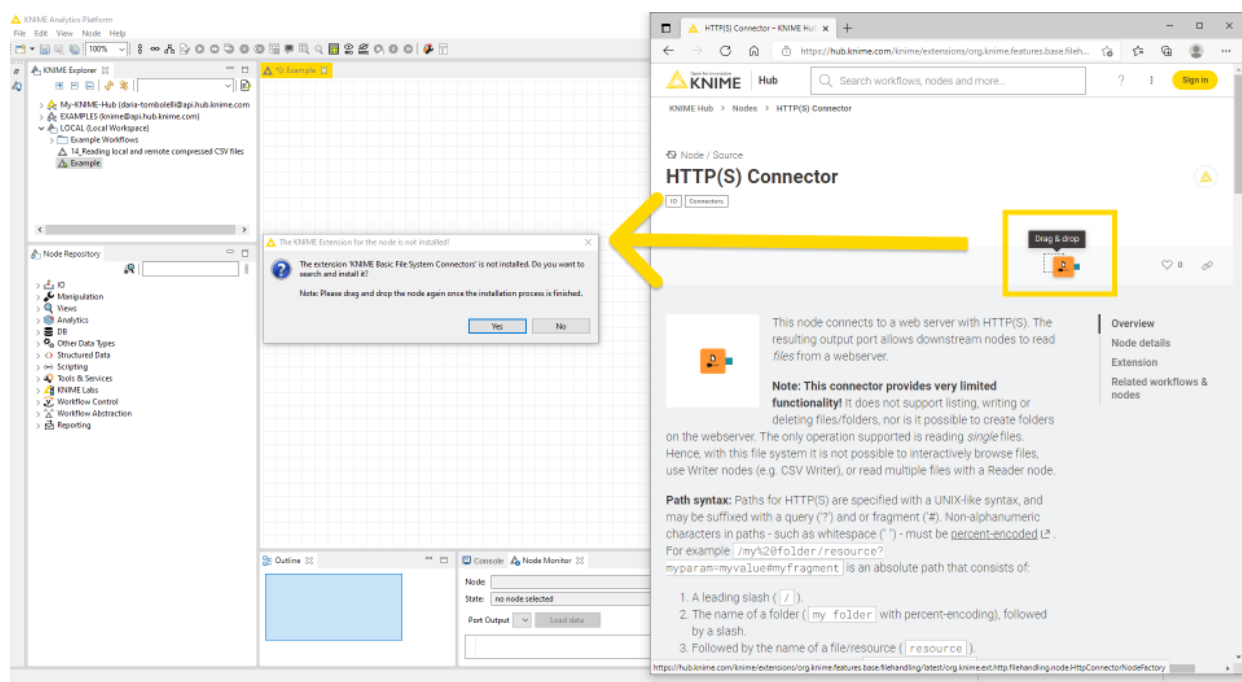 KNIME Analytics Platform
File Edit View Node Help
100%
KNIME Explorer
My-KNIME-Hub (daria-tombolelli@api.hub.knime.com
EXAMPLES (knime@api.hub.knime.com)
LOCAL (Local Workspace)
Example Workflows
14_Reading local and remote compressed CSV files
Example
Node Repository
IO
Manipulation
Views
Analytics
DB
Other Data Types
Structured Data
Scripting
Tools & Services
KNIME Labs
Workflow Control
Workflow Abstraction
Reporting
Example
The KNIME Extension for the node is not installed!
The extension 'KNIME Basic File System Connectors' is not installed. Do you want to
search and install it?
Note: Please drag and drop the node again once the installation process is finished.
Yes No
Outline
Console Node Monitor
Node:
State: no node selected
Port Output Load data
HTTP(S) Connector – KNIME Hu
https://hub.knime.com/knime/extensions/org.knime.features.base.fileh...
Open for Innovation
KNIME Hub Search workflows, nodes and more... ? Sign in
KNIME Hub > Nodes > HTTP(S) Connector
Node / Source
HTTP(S) Connector
IO Connectors
Drag & drop
0
This node connects to a web server with HTTP(S). The
resulting output port allows downstream nodes to read
files from a webserver.
Note: This connector provides very limited
functionality! It does not support listing, writing or
deleting files/folders, nor is it possible to create folders
on the webserver. The only operation supported is reading single files.
Hence, with this file system it is not possible to interactively browse files,
use Writer nodes (e.g. CSV Writer), or read multiple files with a Reader node.
Path syntax: Paths for HTTP(S) are specified with a UNIX-like syntax, and
may be suffixed with a query ('?') and or fragment ('#). Non-alphanumeric
characters in paths - such as whitespace (" ") - must be percent-encoded .
For example /my%20folder/resource?
myparam=myvalue#myfragment is an absolute path that consists of:
1. A leading slash ( / ).
2. The name of a folder ( my folder with percent-encoding), followed
by a slash.
3. Followed by the name of a file/resource ( resource ).
Overview
Node details
Extension
Related workflows &
nodes
https://hub.knime.com/knime/extensions/org.knime.features.base.filehandling/latest/org.knime.ext.http.filehandling.node.HttpConnectorNodeFactory